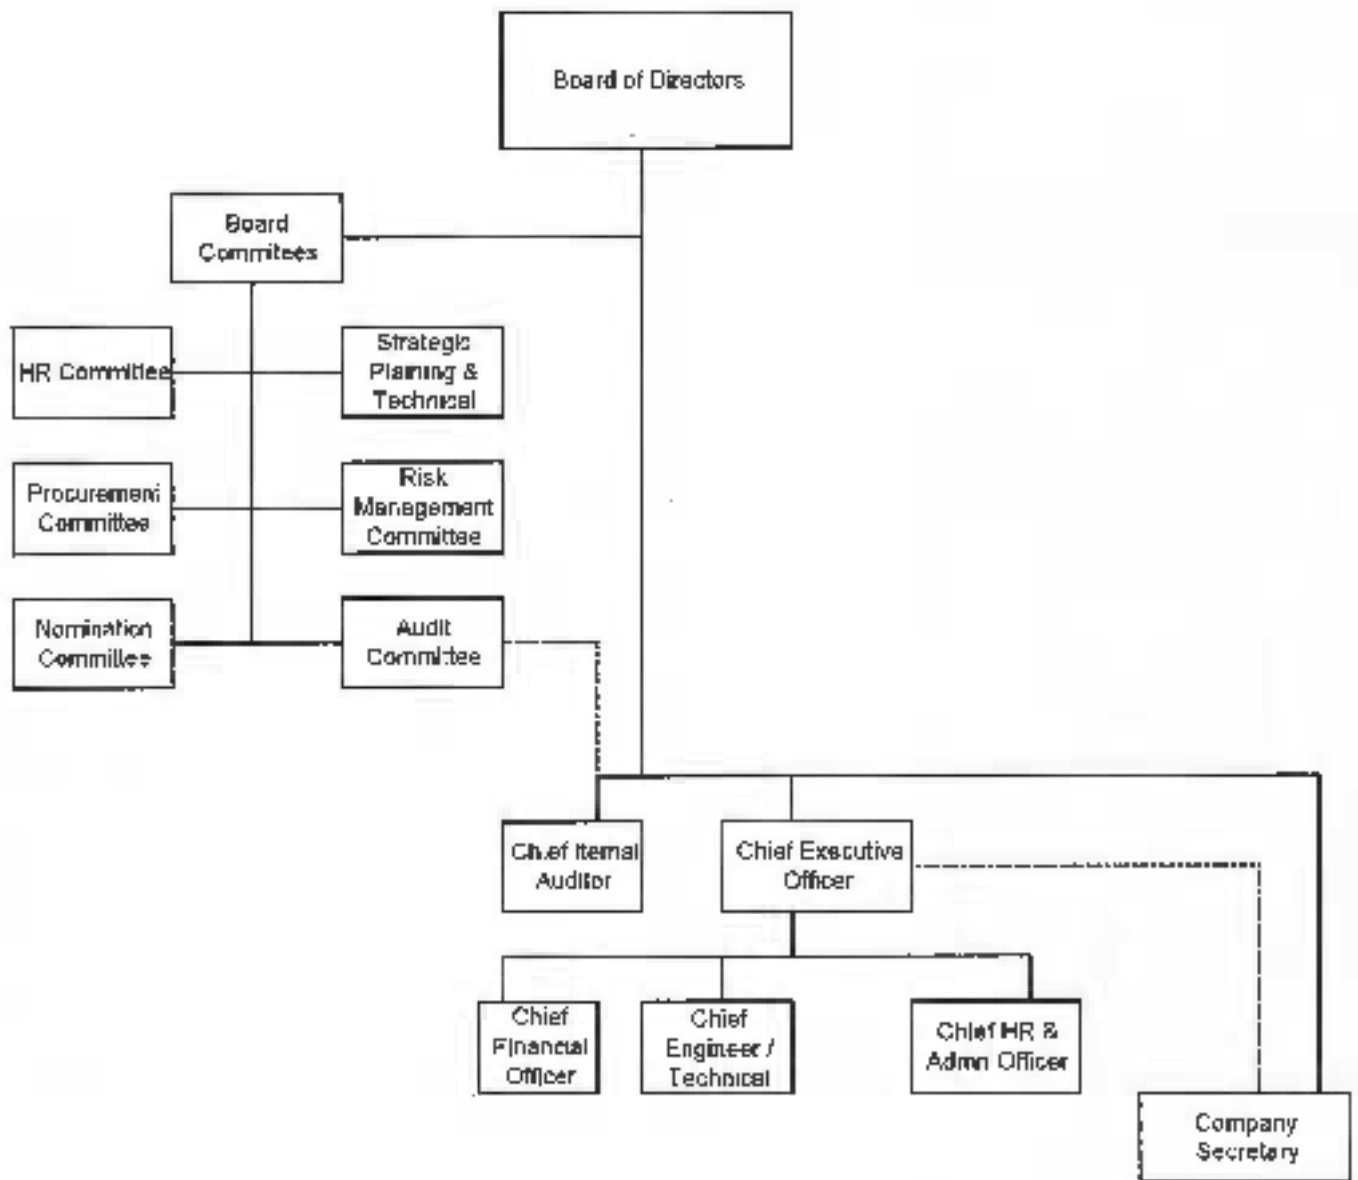 Board of Directors
Board
Commitees
HR Committee
Strategic
Planing &
Technical
Procurement
Committee
Risk
Management
Committee
Nomination
Committee
Audit
Committee
Chief Iternal
Auditor
Chief Executive
Officer
Chief
Financial
Officer
Chief
Engineer /
Technical
Chief HR &
Admn Officer
Company
Secretary